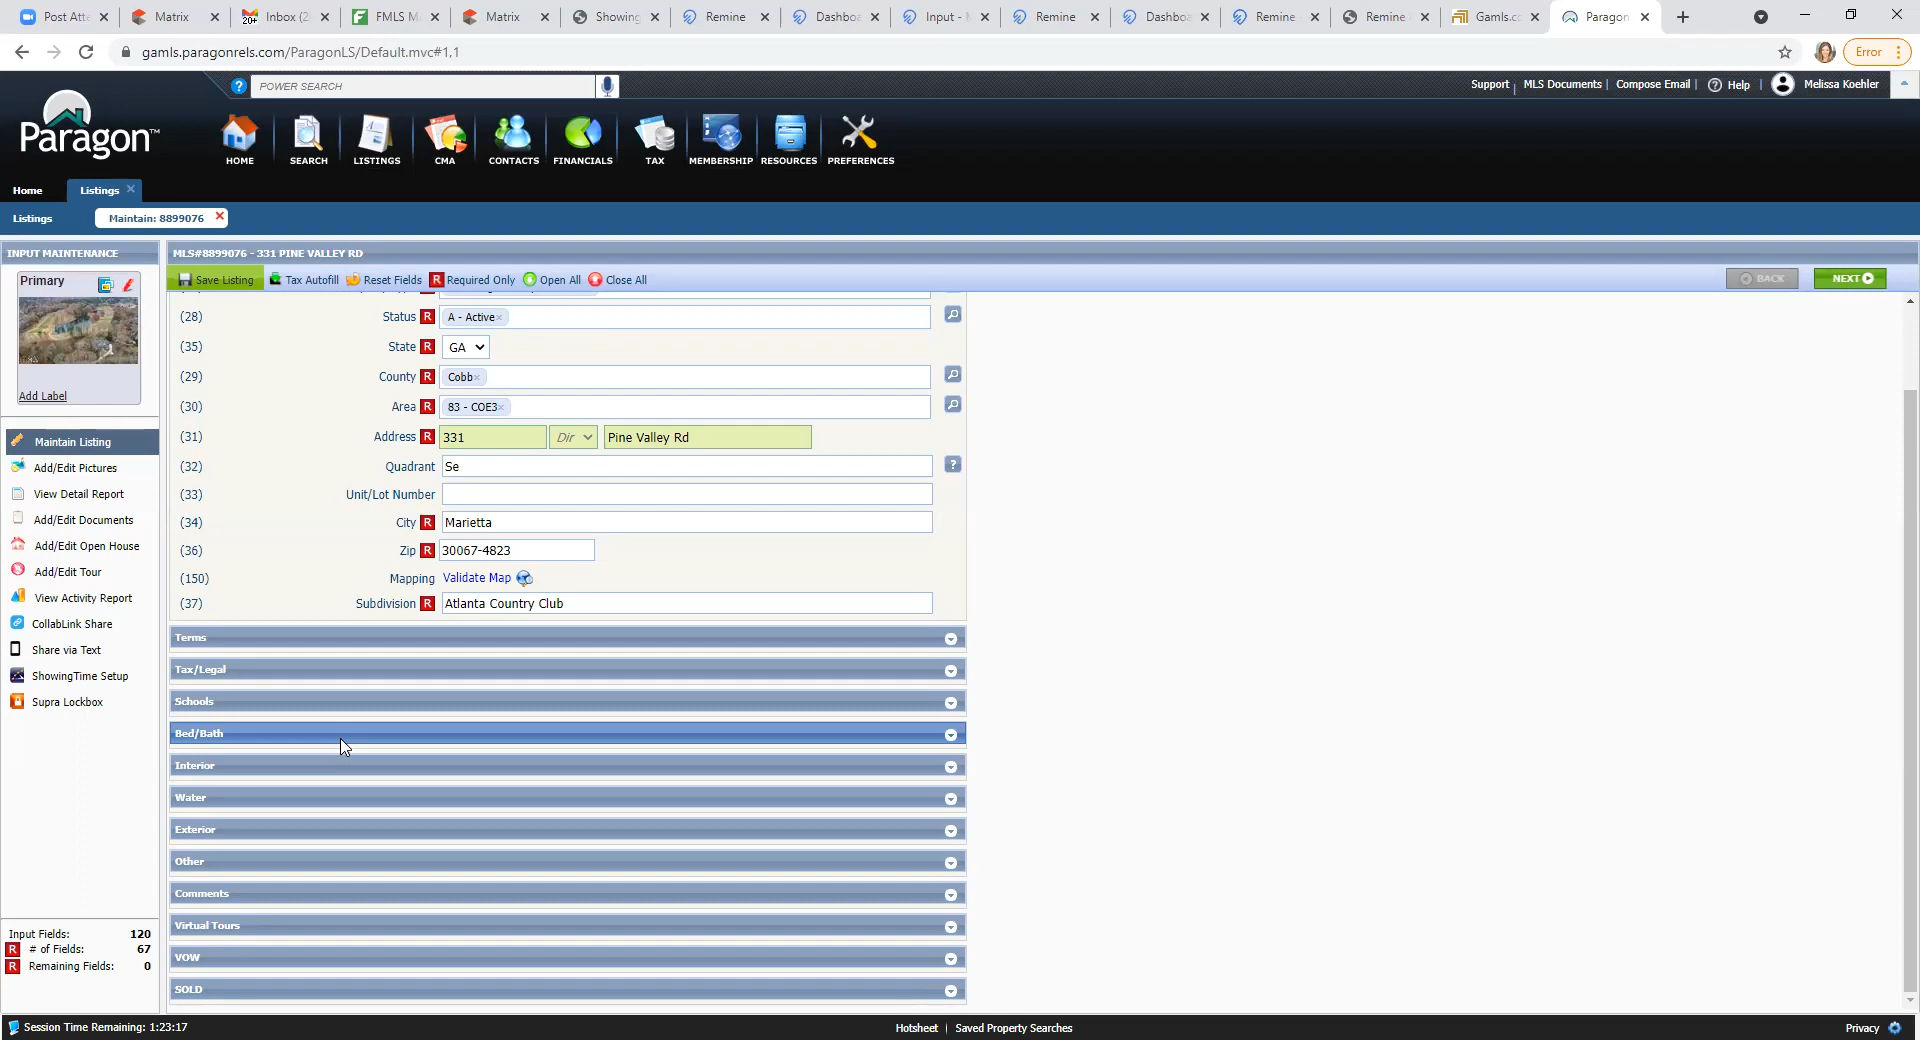 Post Atte
Matrix
Inbox (2
20+
FMLS M
Matrix
Showing
Remine
Dashbo
Input - M
Remine
Dashbo
Remine
Remine
Gamls.c
Paragon
gamls.paragonrels.com/ParagonLS/Default.mvc#1,1
Error
POWER SEARCH
Support | MLS Documents | Compose Email | Help | Melissa Koehler
Paragon™
HOME
SEARCH
LISTINGS
CMA
CONTACTS
FINANCIALS
TAX
MEMBERSHIP
RESOURCES
PREFERENCES
Home
Listings
Listings
Maintain: 8899076
INPUT MAINTENANCE
MLS#8899076 - 331 PINE VALLEY RD
Primary
Add Label
Save Listing
Tax Autofill
Reset Fields
R Required Only
Open All
Close All
BACK
NEXT
(28) Status R A - Active×
(35) State R GA
(29) County R Cobb×
(30) Area R 83 - COE3×
(31) Address R 331 Dir Pine Valley Rd
(32) Quadrant Se ?
(33) Unit/Lot Number
(34) City R Marietta
(36) Zip R 30067-4823
(150) Mapping Validate Map
(37) Subdivision R Atlanta Country Club
Terms
Tax/Legal
Schools
Bed/Bath
Interior
Water
Exterior
Other
Comments
Virtual Tours
VOW
SOLD
Maintain Listing
Add/Edit Pictures
View Detail Report
Add/Edit Documents
Add/Edit Open House
Add/Edit Tour
View Activity Report
CollabLink Share
Share via Text
ShowingTime Setup
Supra Lockbox
Input Fields: 120
R # of Fields: 67
R Remaining Fields: 0
Session Time Remaining: 1:23:17
Hotsheet | Saved Property Searches
Privacy